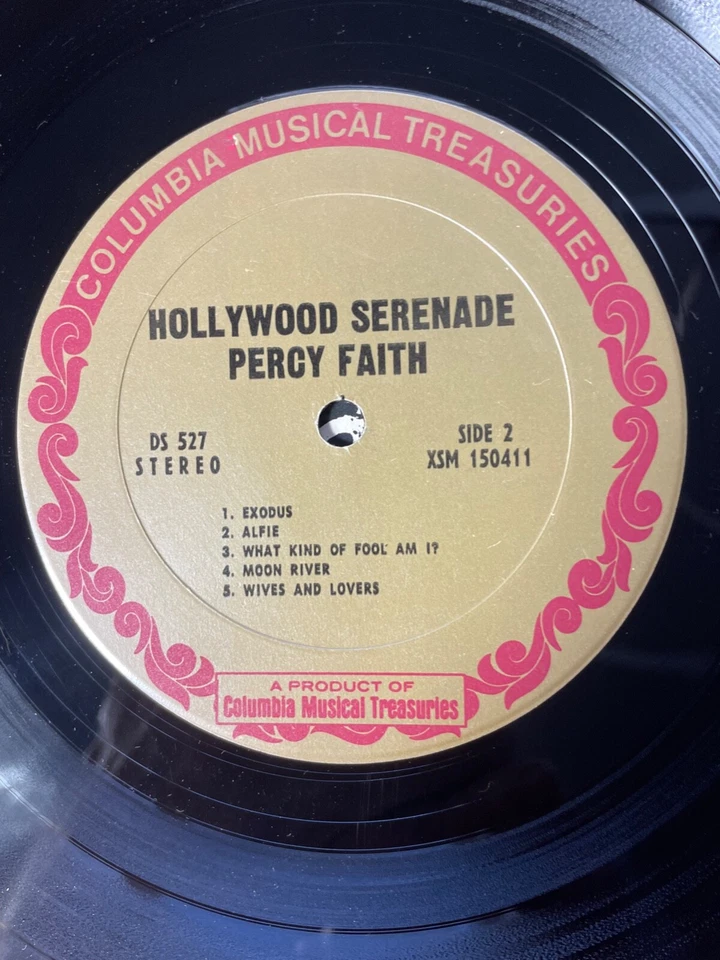 COLUMBIA MUSICAL TREASURIES
HOLLYWOOD SERENADE
PERCY FAITH
DS 527
STEREO
SIDE 2
XSM 150411
1. EXODUS
2. ALFIE
3. WHAT KIND OF FOOL AM I?
4. MOON RIVER
5. WIVES AND LOVERS
A PRODUCT OF
Columbia Musical Treasuries